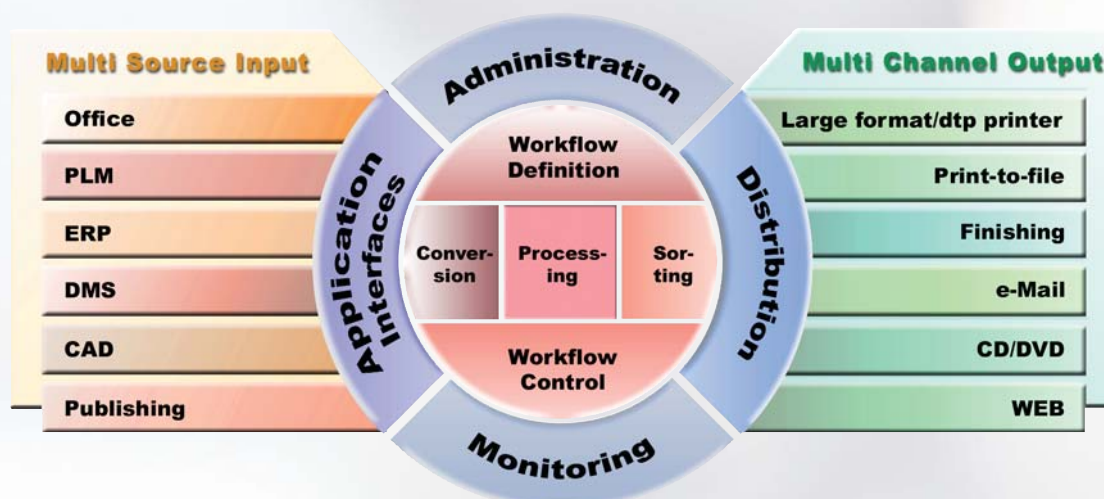 Multi Source Input
Office
PLM
ERP
DMS
CAD
Publishing
Application
Interfaces
Administration
Workflow
Definition
Conver-
sion
Process-
ing
Sor-
ting
Workflow
Control
Monitoring
Distribution
Multi Channel Output
Large format/dtp printer
Print-to-file
Finishing
e-Mail
CD/DVD
WEB